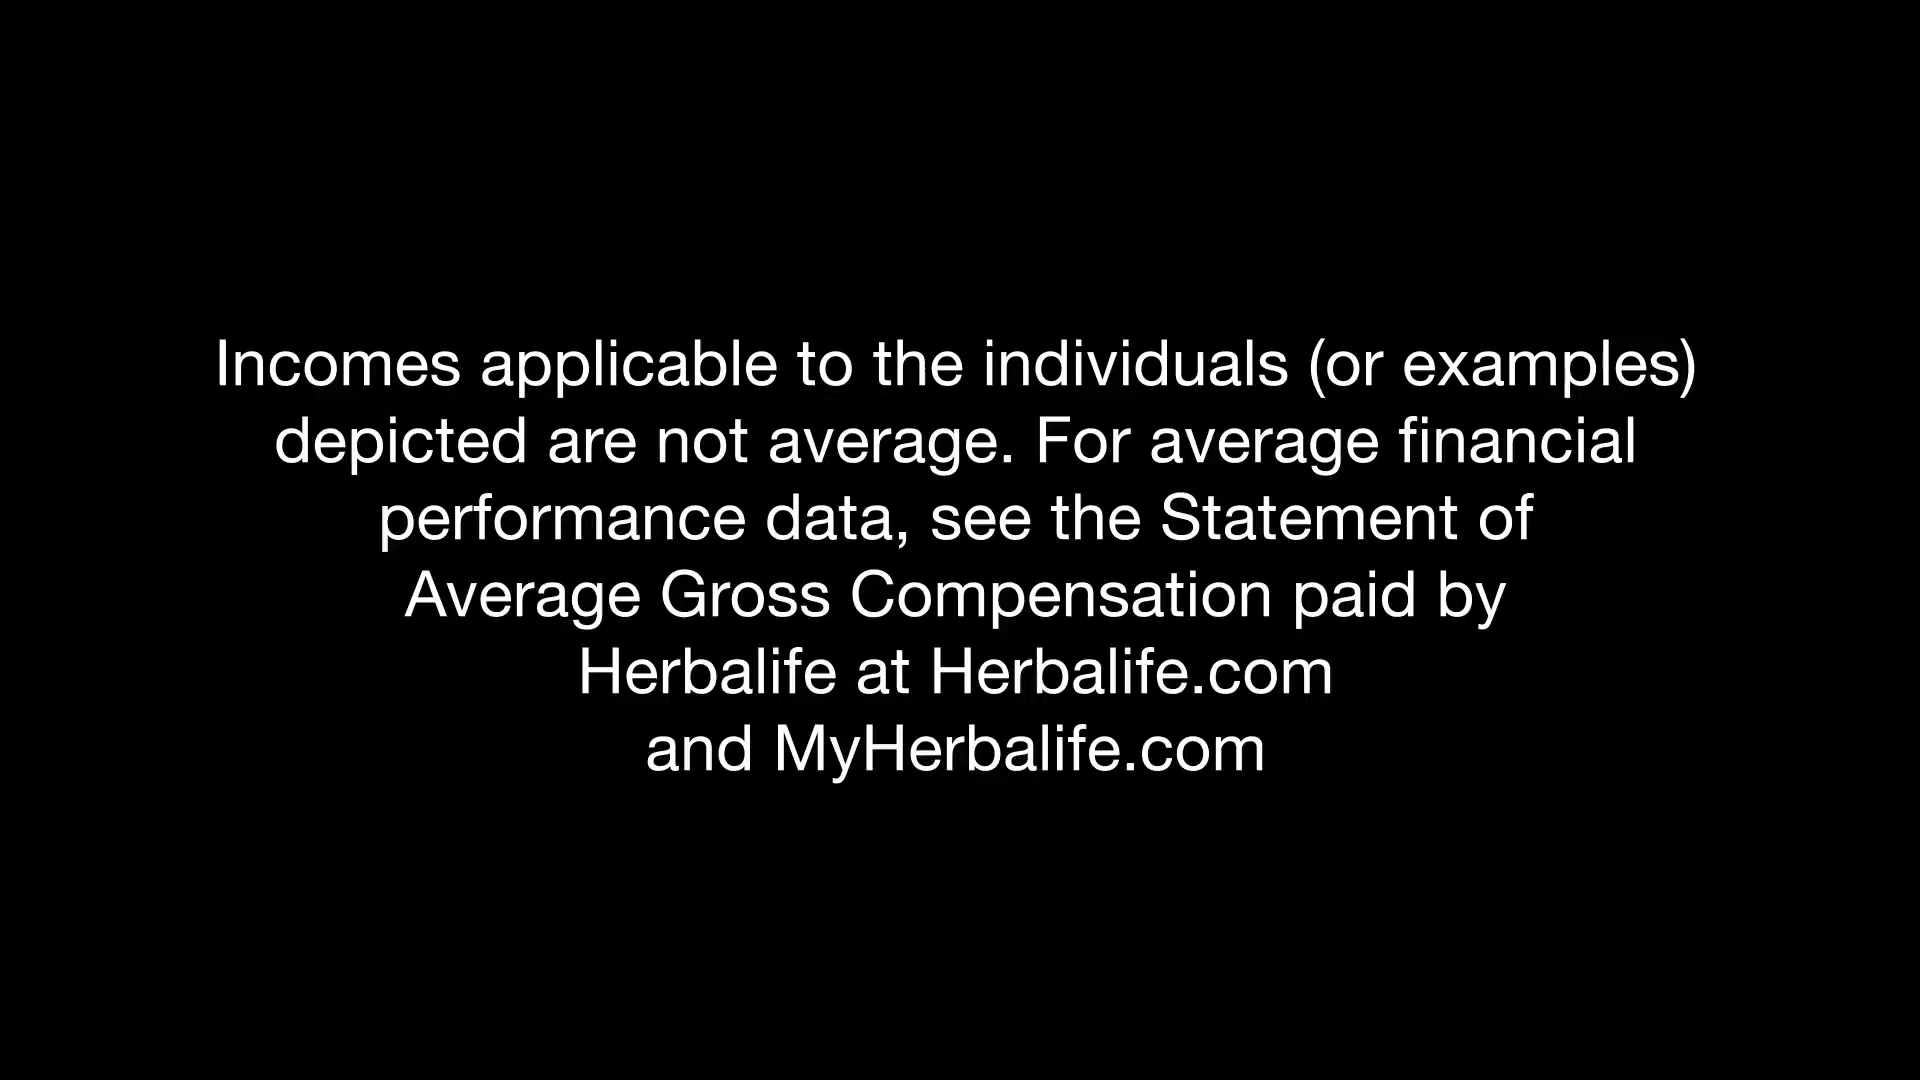 Incomes applicable to the individuals (or examples)
depicted are not average. For average financial
performance data, see the Statement of
Average Gross Compensation paid by
Herbalife at Herbalife.com
and MyHerbalife.com